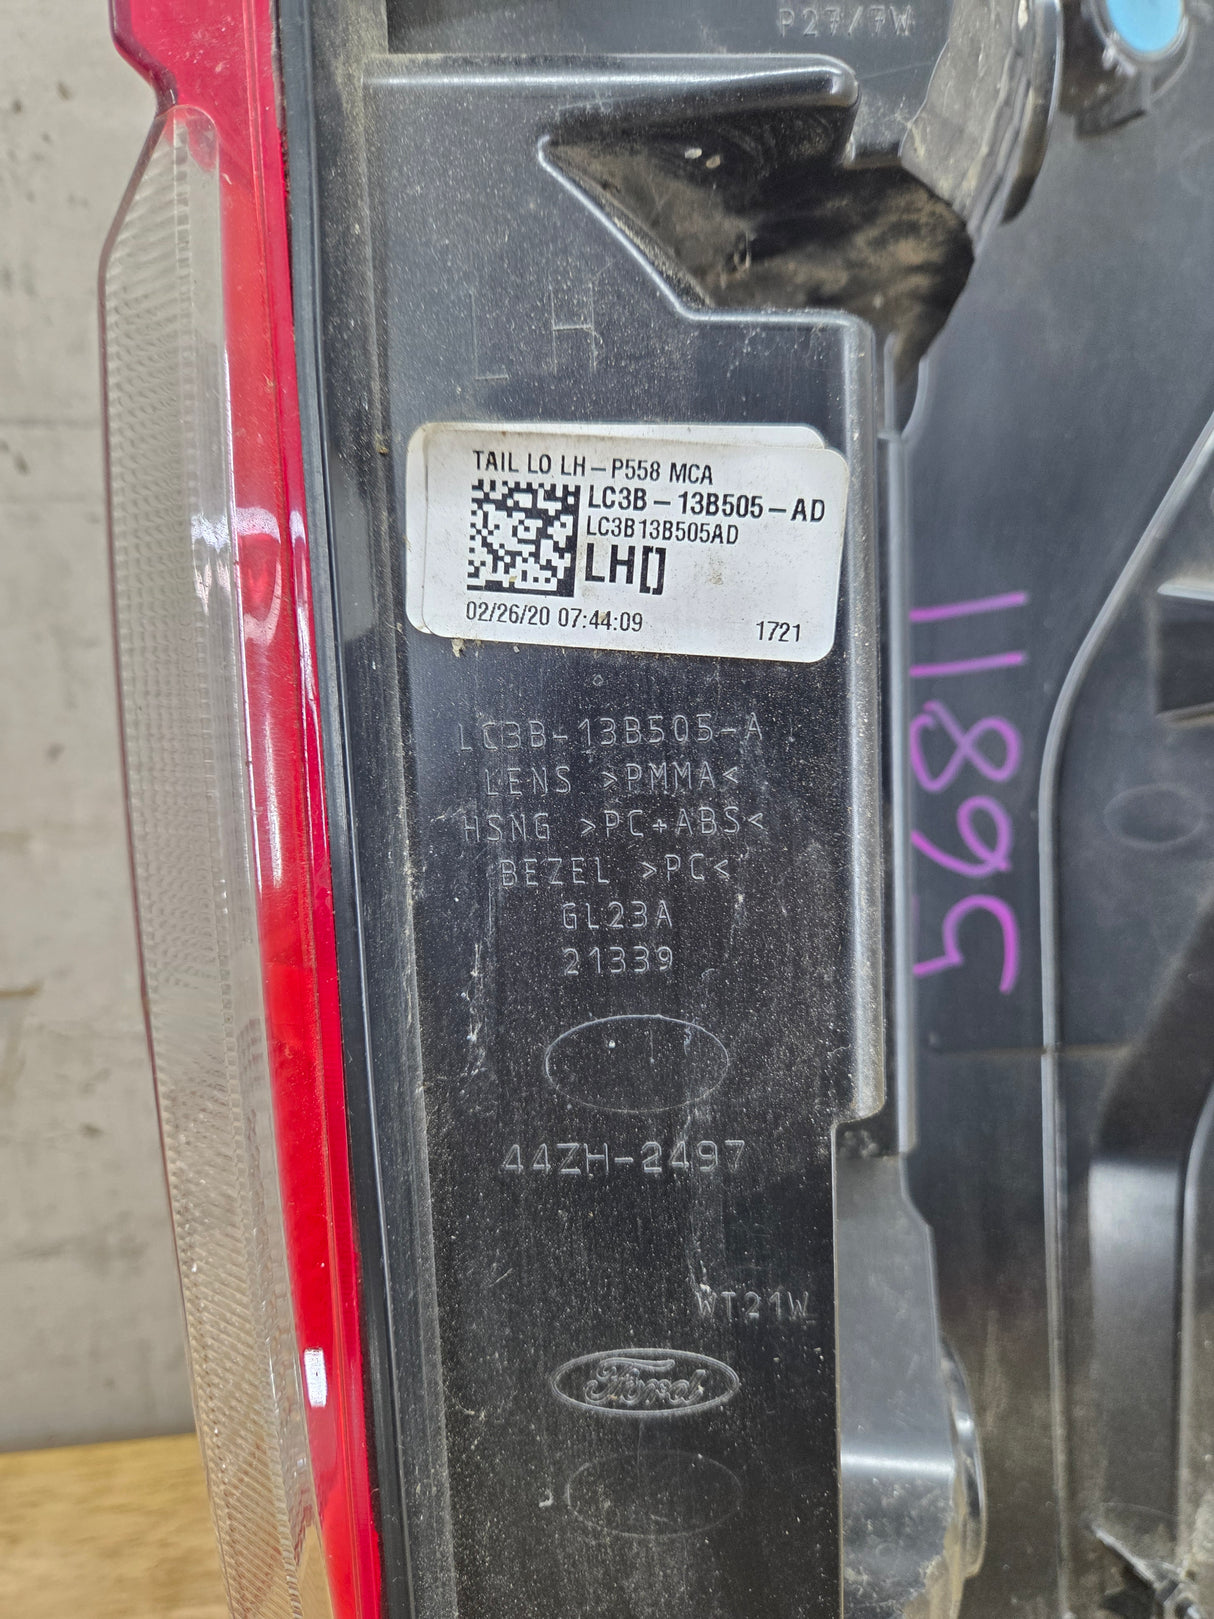 P27/7W
LH
TAIL LO LH-P558 MCA
LC3B-13B505-AD
LC3B13B505AD
LH[]
02/26/20 07:44:09
1721
LC3B-13B505-A
LENS >PMMA<
HSNG >PC+ABS<
BEZEL >PC<
GL23A
21339
44ZH-2497
WT21W
Ford